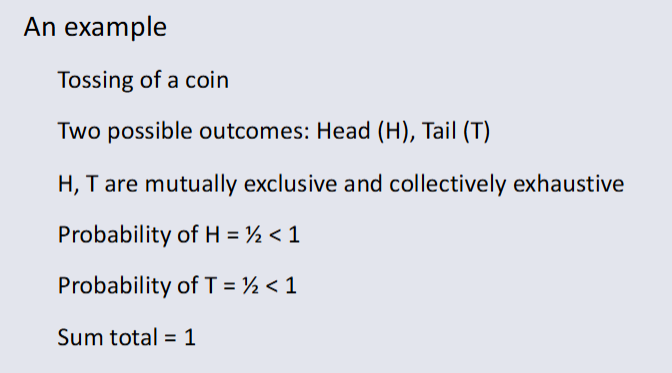 An example
Tossing of a coin
Two possible outcomes: Head (H), Tail (T)
H, T are mutually exclusive and collectively exhaustive
Probability of H = ½ < 1
Probability of T = ½ < 1
Sum total = 1